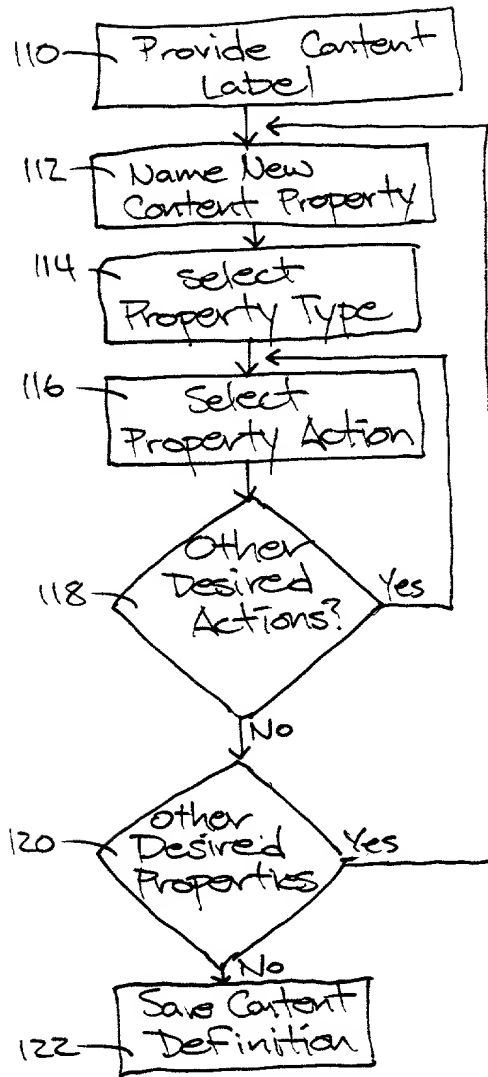 110 Provide Content
Label
112 Name New
Content Property
114 Select
Property Type
116 Select
Property Action
Other
118 Desired Yes
Actions?
No
Other
120 Desired Yes
Properties
No
Save Content
122 Definition